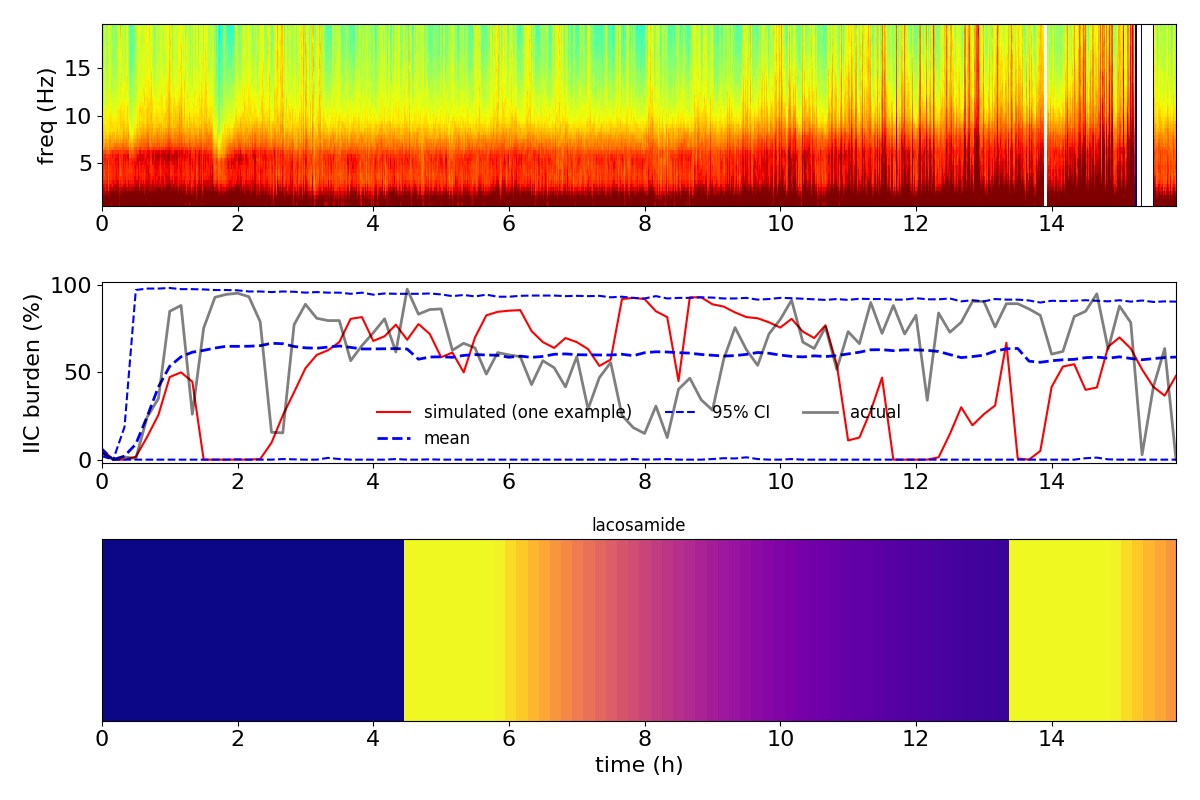 freq (Hz)
15
10
5
0 2 4 6 8 10 12 14
IIC burden (%)
100
50
0
simulated (one example) 95% CI actual
mean
0 2 4 6 8 10 12 14
lacosamide
0 2 4 6 8 10 12 14
time (h)